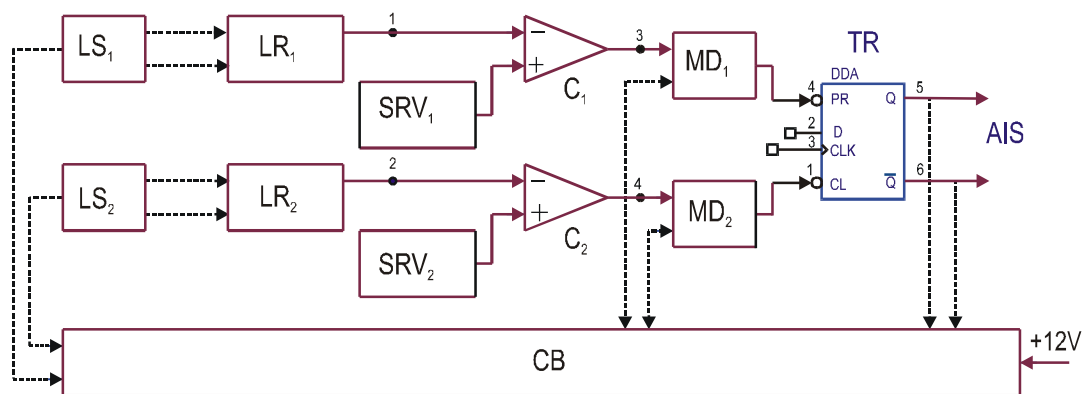 LS1
LR1
1
−
+
C1
SRV1
3
MD1
TR
DDA
4
PR
Q
5
2
D
3
CLK
AIS
1
CL
Q̅
6
LS2
LR2
2
−
+
C2
SRV2
4
MD2
CB
+12V